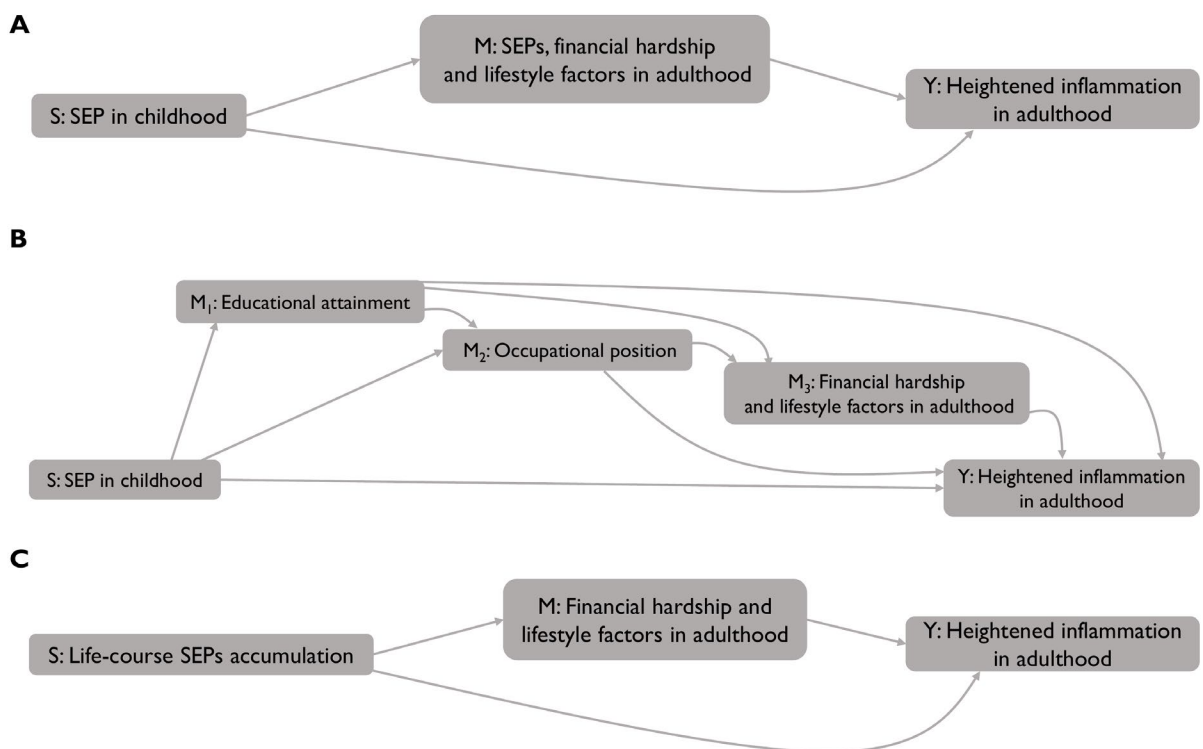 A
M: SEPs, financial hardship
and lifestyle factors in adulthood
S: SEP in childhood
Y: Heightened inflammation
in adulthood
B
M₁: Educational attainment
M₂: Occupational position
M₃: Financial hardship
and lifestyle factors in adulthood
S: SEP in childhood
Y: Heightened inflammation
in adulthood
C
M: Financial hardship and
lifestyle factors in adulthood
S: Life-course SEPs accumulation
Y: Heightened inflammation
in adulthood